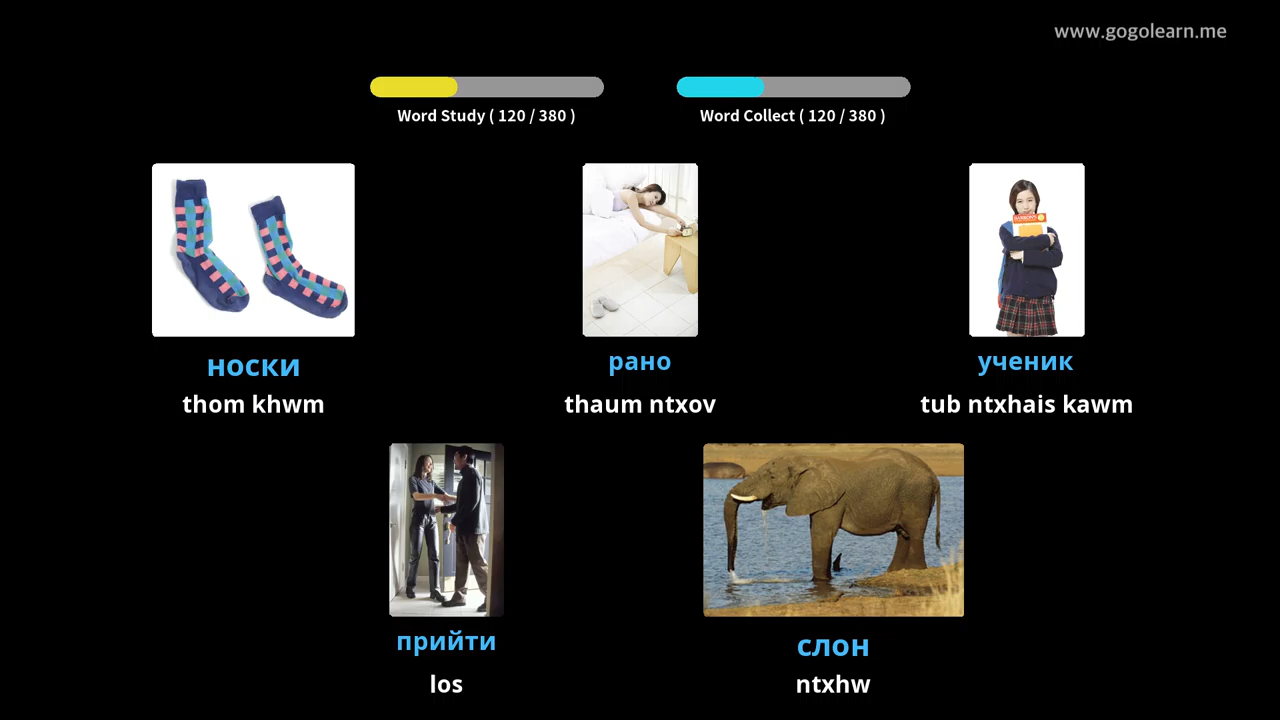 www.gogolearn.me
Word Study ( 120 / 380 )
Word Collect ( 120 / 380 )
носки
thom khwm
рано
thaum ntxov
ученик
tub ntxhais kawm
прийти
los
слон
ntxhw